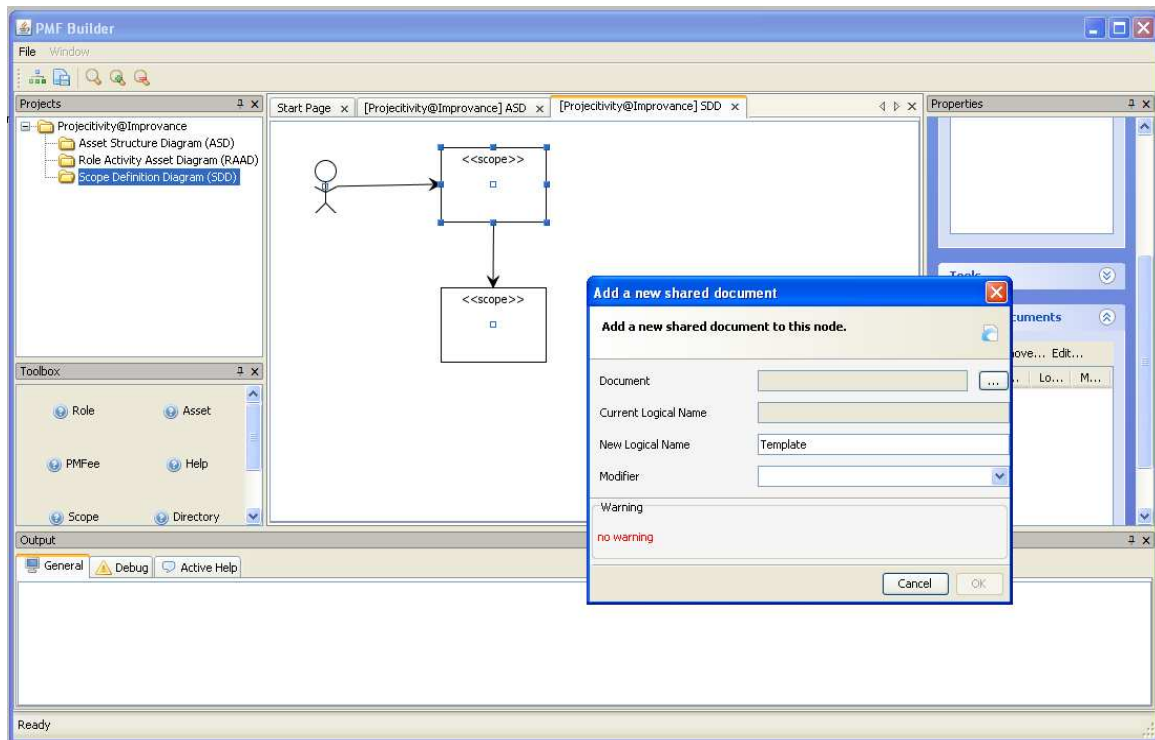 PMF Builder
File Window
Projects
Projecitivity@Improvance
Asset Structure Diagram (ASD)
Role Activity Asset Diagram (RAAD)
Scope Definition Diagram (SDD)
Toolbox
Role Asset
PMFee Help
Scope Directory
Start Page [Projecitivity@Improvance] ASD [Projecitivity@Improvance] SDD
<<scope>>
<<scope>>
Properties
Tools
cuments
ove... Edit...
.. Lo... M...
Add a new shared document
Add a new shared document to this node.
Document ...
Current Logical Name
New Logical Name Template
Modifier
Warning
no warning
Cancel OK
Output
General Debug Active Help
Ready